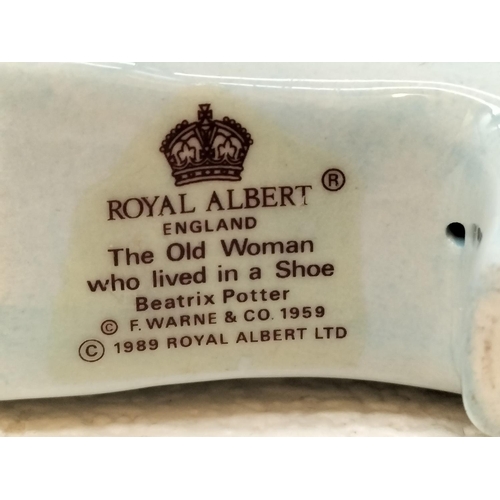 ROYAL ALBERT ®
ENGLAND
The Old Woman
who lived in a Shoe
Beatrix Potter
© F. WARNE & CO. 1959
© 1989 ROYAL ALBERT LTD